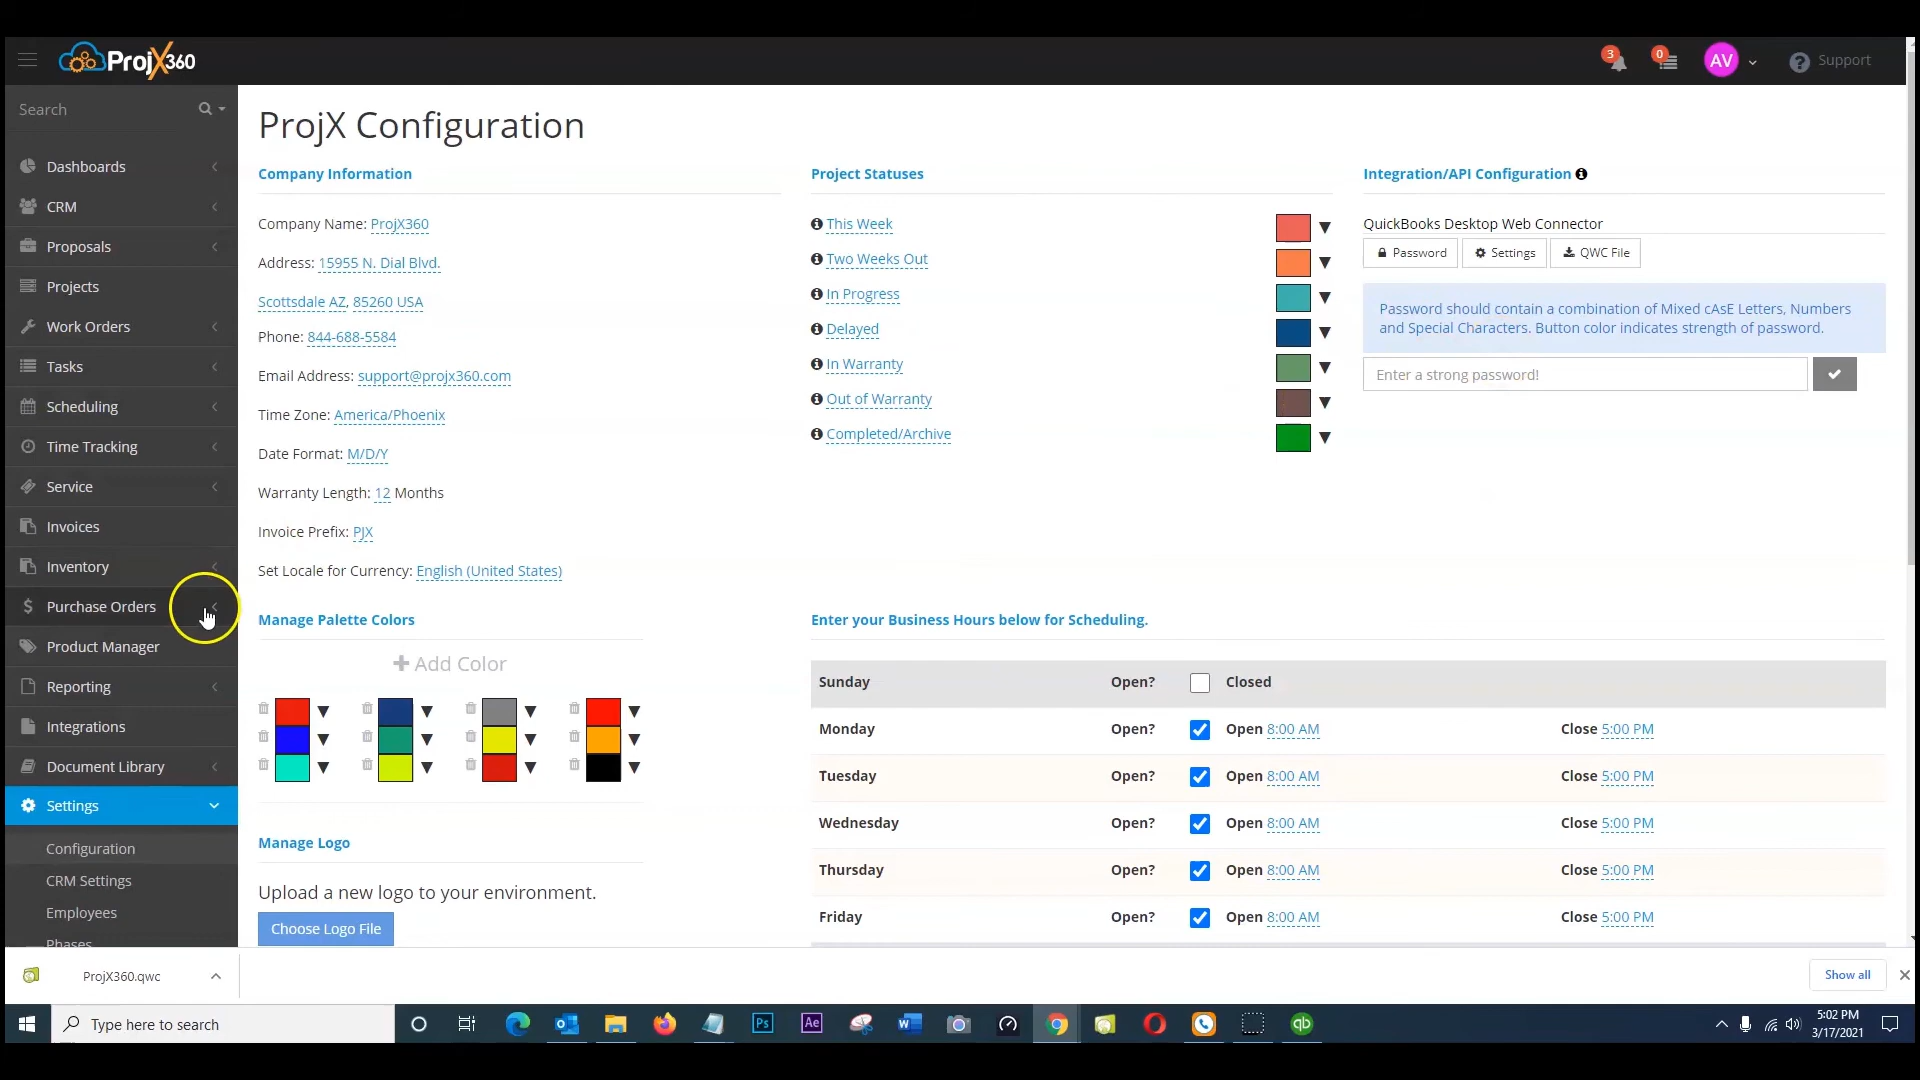 ProjX360
3
0
AV
Support
Search
Dashboards
CRM
Proposals
Projects
Work Orders
Tasks
Scheduling
Time Tracking
Service
Invoices
Inventory
Purchase Orders
Product Manager
Reporting
Integrations
Document Library
Settings
Configuration
CRM Settings
Employees
Phases
ProjX Configuration
Company Information
Company Name: ProjX360
Address: 15955 N. Dial Blvd.
Scottsdale AZ, 85260 USA
Phone: 844-688-5584
Email Address: support@projx360.com
Time Zone: America/Phoenix
Date Format: M/D/Y
Warranty Length: 12 Months
Invoice Prefix: PJX
Set Locale for Currency: English (United States)
Project Statuses
This Week
Two Weeks Out
In Progress
Delayed
In Warranty
Out of Warranty
Completed/Archive
Integration/API Configuration
QuickBooks Desktop Web Connector
Password Settings QWC File
Password should contain a combination of Mixed cAsE Letters, Numbers
and Special Characters. Button color indicates strength of password.
Enter a strong password!
Manage Palette Colors
Add Color
Manage Logo
Upload a new logo to your environment.
Choose Logo File
Enter your Business Hours below for Scheduling.
Sunday Open? Closed
Monday Open? Open 8:00 AM Close 5:00 PM
Tuesday Open? Open 8:00 AM Close 5:00 PM
Wednesday Open? Open 8:00 AM Close 5:00 PM
Thursday Open? Open 8:00 AM Close 5:00 PM
Friday Open? Open 8:00 AM Close 5:00 PM
ProjX360.qwc
Show all
Type here to search
Ps
Ae
qb
5:02 PM
3/17/2021